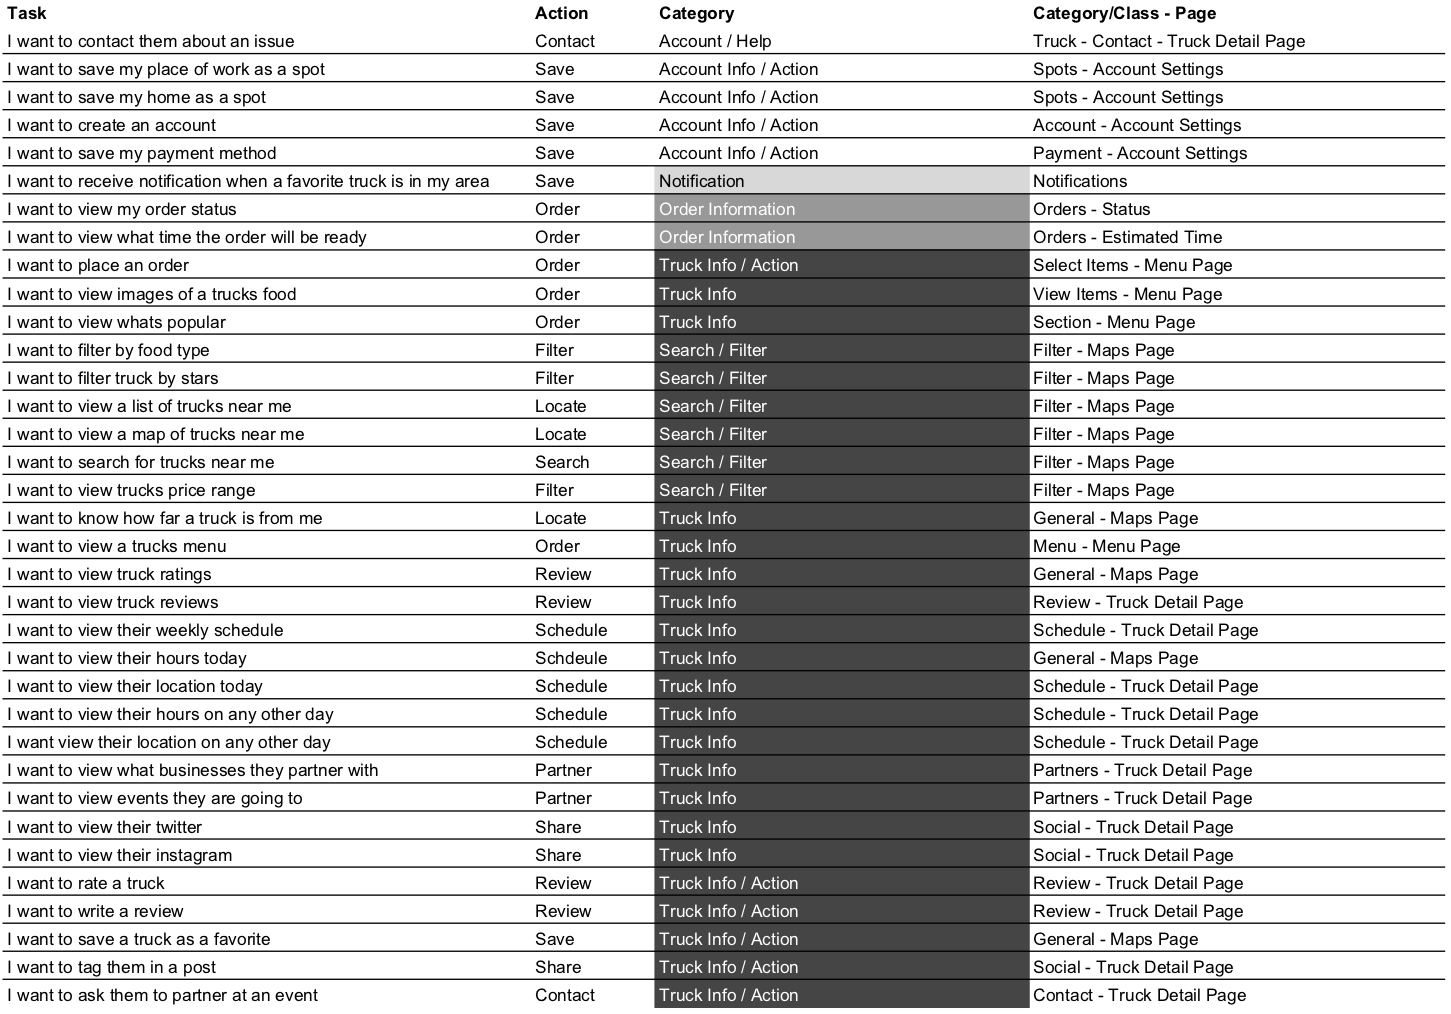 Task Action Category Category/Class - Page
I want to contact them about an issue Contact Account / Help Truck - Contact - Truck Detail Page
I want to save my place of work as a spot Save Account Info / Action Spots - Account Settings
I want to save my home as a spot Save Account Info / Action Spots - Account Settings
I want to create an account Save Account Info / Action Account - Account Settings
I want to save my payment method Save Account Info / Action Payment - Account Settings
I want to receive notification when a favorite truck is in my area Save Notification Notifications
I want to view my order status Order Order Information Orders - Status
I want to view what time the order will be ready Order Order Information Orders - Estimated Time
I want to place an order Order Truck Info / Action Select Items - Menu Page
I want to view images of a trucks food Order Truck Info View Items - Menu Page
I want to view whats popular Order Truck Info Section - Menu Page
I want to filter by food type Filter Search / Filter Filter - Maps Page
I want to filter truck by stars Filter Search / Filter Filter - Maps Page
I want to view a list of trucks near me Locate Search / Filter Filter - Maps Page
I want to view a map of trucks near me Locate Search / Filter Filter - Maps Page
I want to search for trucks near me Search Search / Filter Filter - Maps Page
I want to view trucks price range Filter Search / Filter Filter - Maps Page
I want to know how far a truck is from me Locate Truck Info General - Maps Page
I want to view a trucks menu Order Truck Info Menu - Menu Page
I want to view truck ratings Review Truck Info General - Maps Page
I want to view truck reviews Review Truck Info Review - Truck Detail Page
I want to view their weekly schedule Schedule Truck Info Schedule - Truck Detail Page
I want to view their hours today Schdeule Truck Info General - Maps Page
I want to view their location today Schedule Truck Info Schedule - Truck Detail Page
I want to view their hours on any other day Schedule Truck Info Schedule - Truck Detail Page
I want view their location on any other day Schedule Truck Info Schedule - Truck Detail Page
I want to view what businesses they partner with Partner Truck Info Partners - Truck Detail Page
I want to view events they are going to Partner Truck Info Partners - Truck Detail Page
I want to view their twitter Share Truck Info Social - Truck Detail Page
I want to view their instagram Share Truck Info Social - Truck Detail Page
I want to rate a truck Review Truck Info / Action Review - Truck Detail Page
I want to write a review Review Truck Info / Action Review - Truck Detail Page
I want to save a truck as a favorite Save Truck Info / Action General - Maps Page
I want to tag them in a post Share Truck Info / Action Social - Truck Detail Page
I want to ask them to partner at an event Contact Truck Info / Action Contact - Truck Detail Page